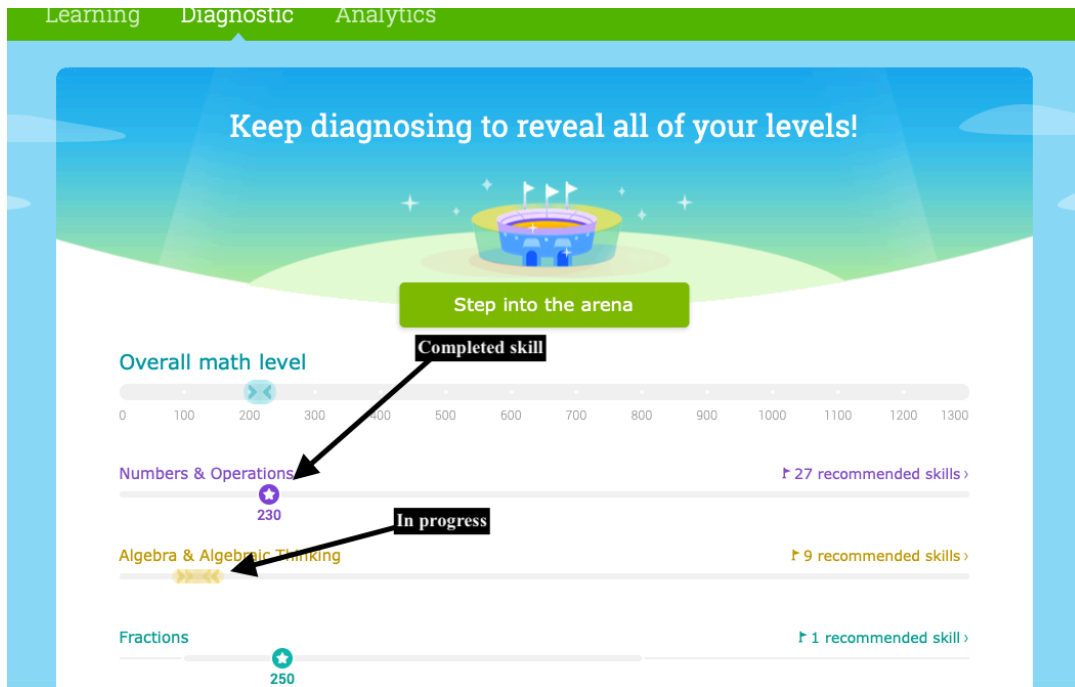 Learning Diagnostic Analytics
Keep diagnosing to reveal all of your levels!
Step into the arena
Completed skill
Overall math level
0 100 200 300 400 500 600 700 800 900 1000 1100 1200 1300
Numbers & Operations 27 recommended skills ›
230
In progress
Algebra & Algebraic Thinking 9 recommended skills ›
Fractions 1 recommended skill ›
250